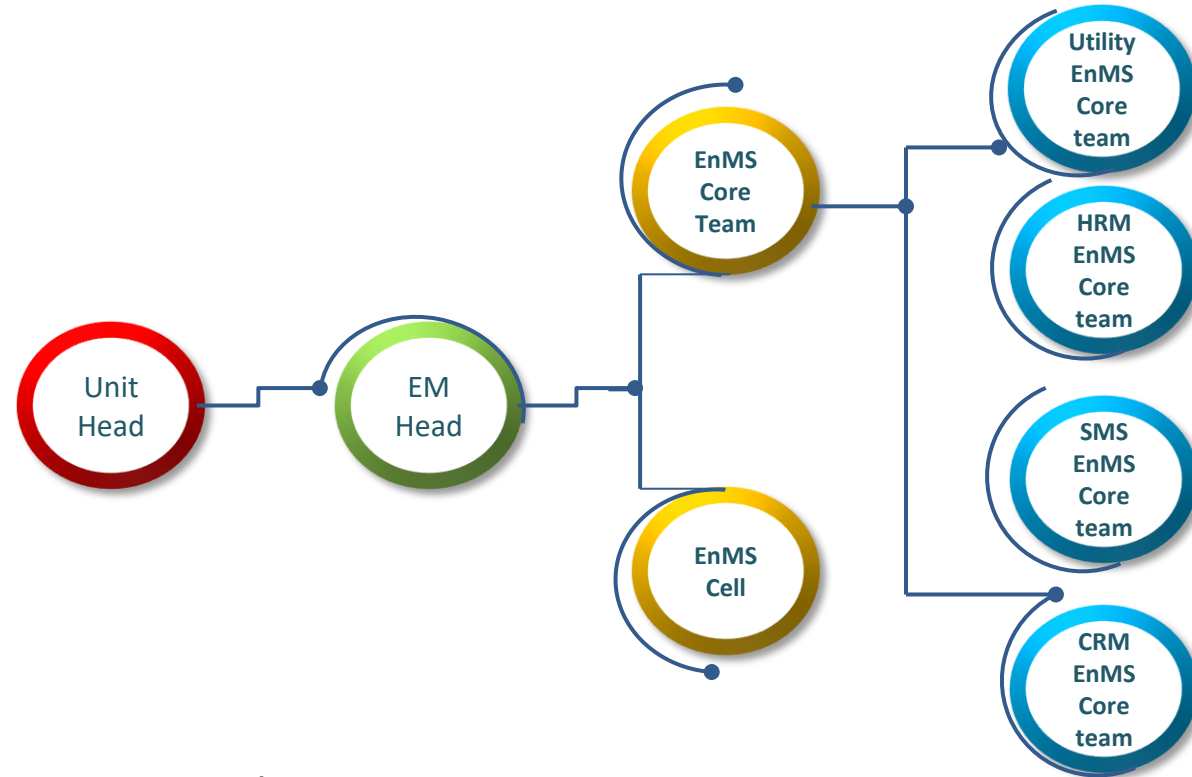 Unit
Head
EM
Head
EnMS
Core
Team
EnMS
Cell
Utility
EnMS
Core
team
HRM
EnMS
Core
team
SMS
EnMS
Core
team
CRM
EnMS
Core
team